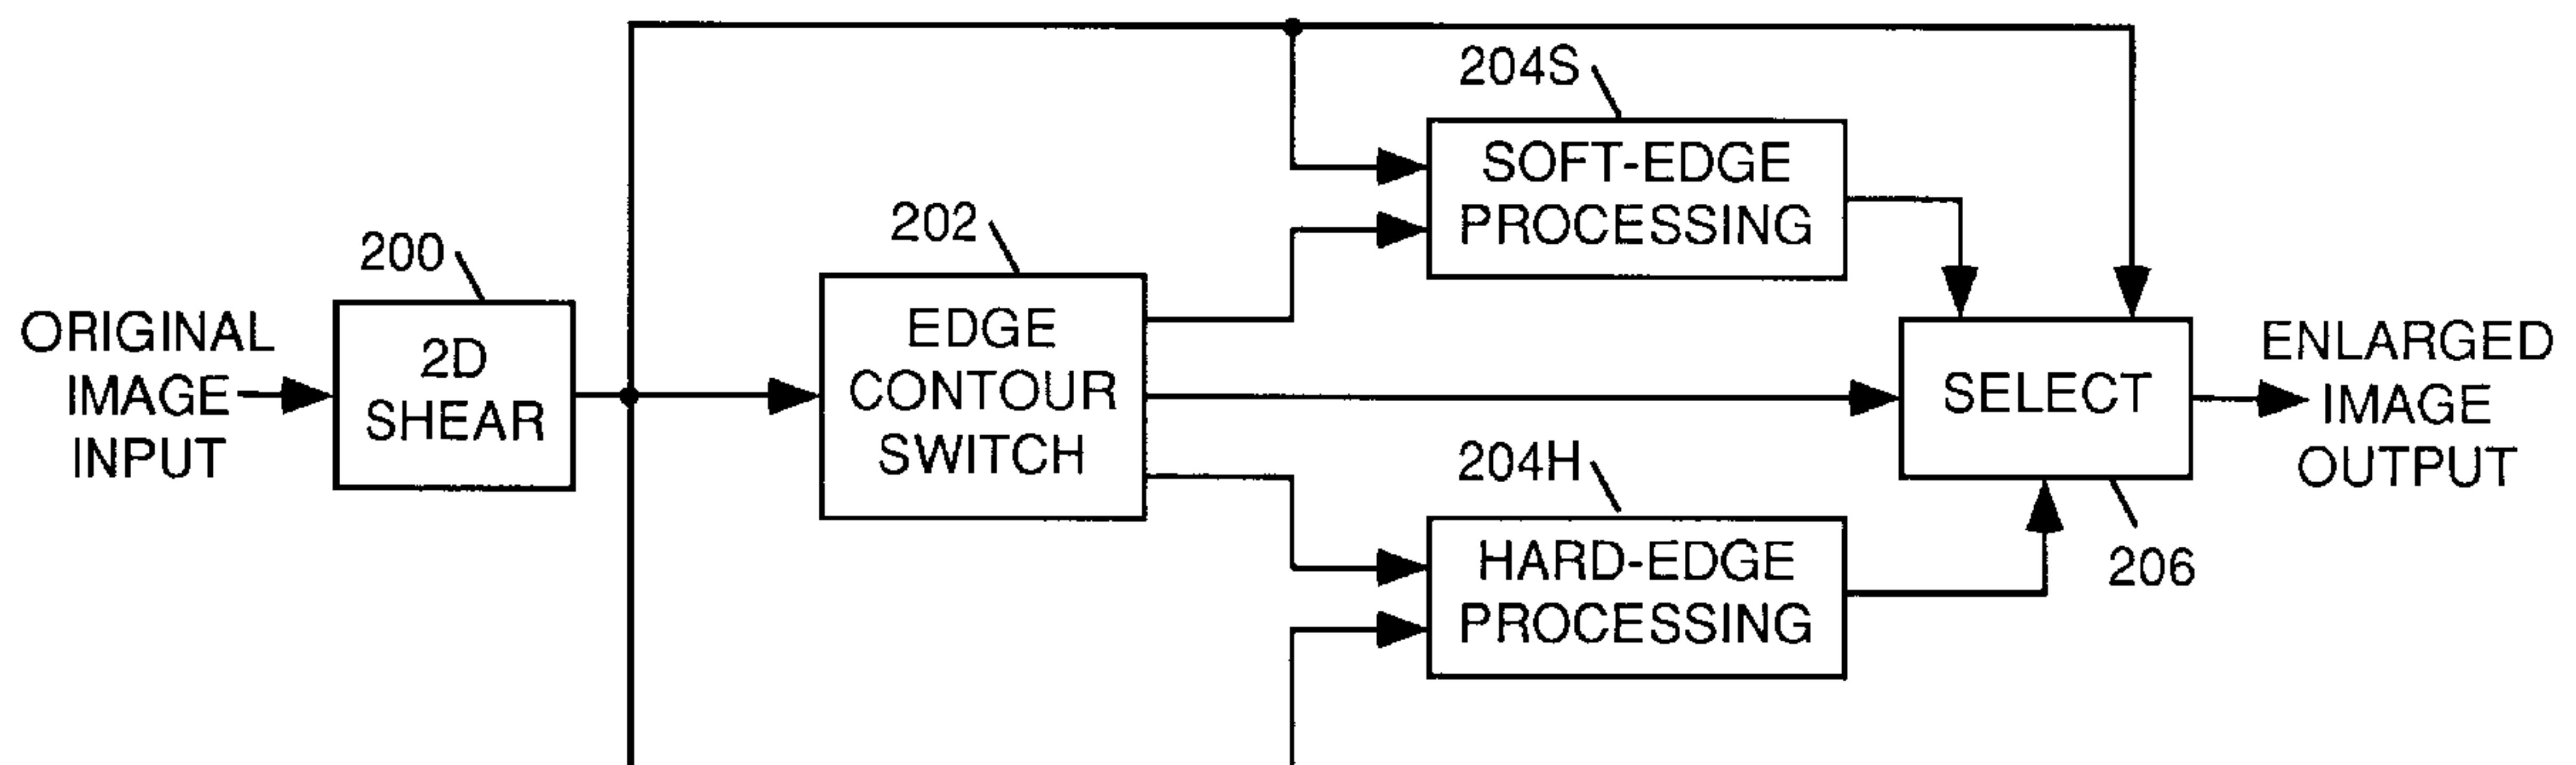 204S
SOFT-EDGE
PROCESSING
202
200
EDGE
CONTOUR
SWITCH
ORIGINAL
IMAGE
INPUT
2D
SHEAR
SELECT
ENLARGED
IMAGE
OUTPUT
204H
HARD-EDGE
PROCESSING
206